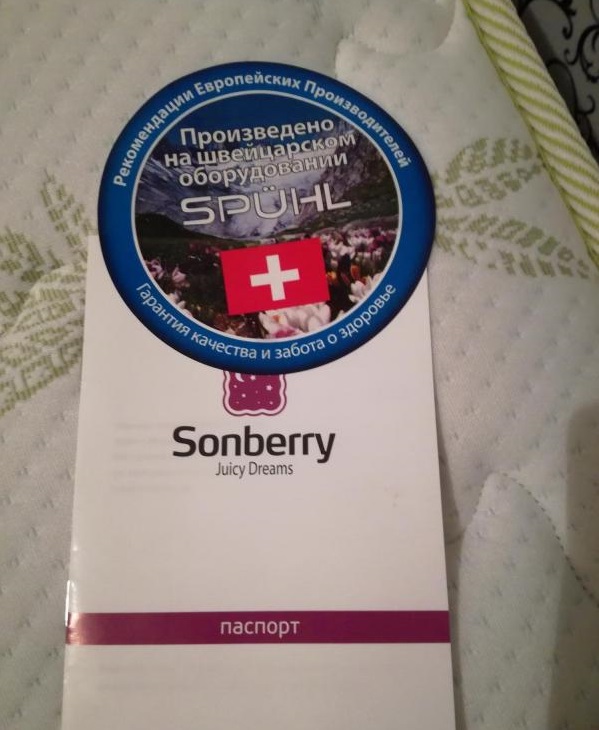 Рекомендации Европейских Производителей
Произведено
на швейцарском
оборудовании
SPÜHL
Гарантия качества и забота о здоровье
Sonberry
Juicy Dreams
паспорт